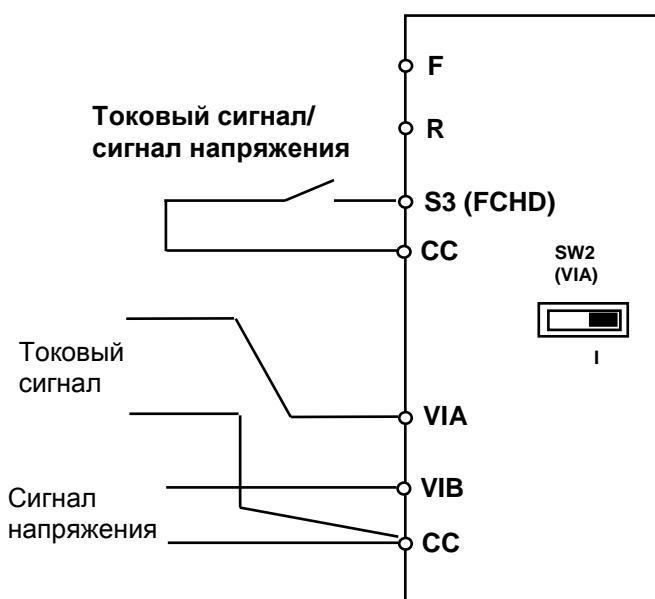 F
Токовый сигнал/
сигнал напряжения
R
S3 (FCHD)
CC
SW2
(VIA)
I
Токовый
сигнал
VIA
VIB
Сигнал
напряжения
CC